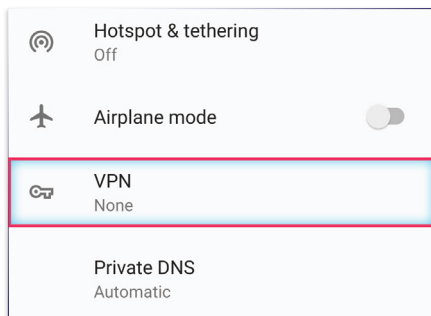 Hotspot & tethering
Off
Airplane mode
VPN
None
Private DNS
Automatic